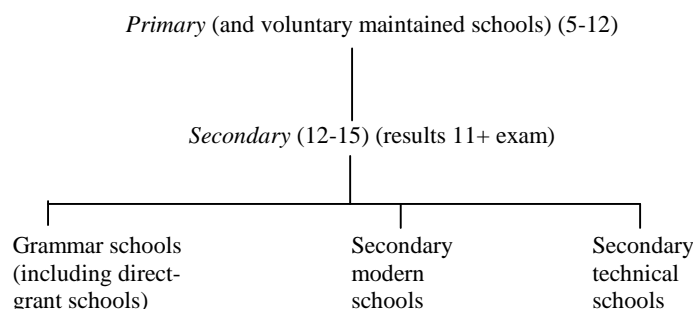 Primary (and voluntary maintained schools) (5-12)
Secondary (12-15) (results 11+ exam)
Grammar schools
(including direct-
grant schools)
Secondary
modern
schools
Secondary
technical
schools